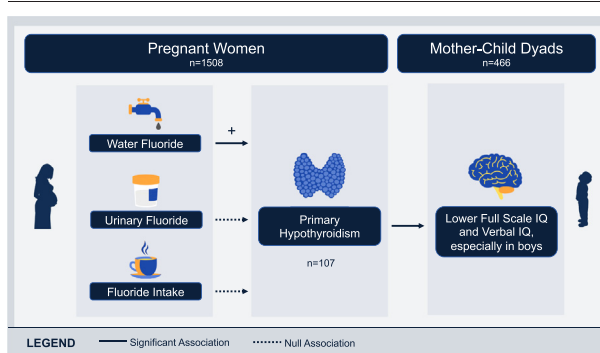 Pregnant Women
n=1508
Mother-Child Dyads
n=466
Water Fluoride
+
Urinary Fluoride
Fluoride Intake
Primary
Hypothyroidism
n=107
Lower Full Scale IQ
and Verbal IQ,
especially in boys
LEGEND
Significant Association
Null Association